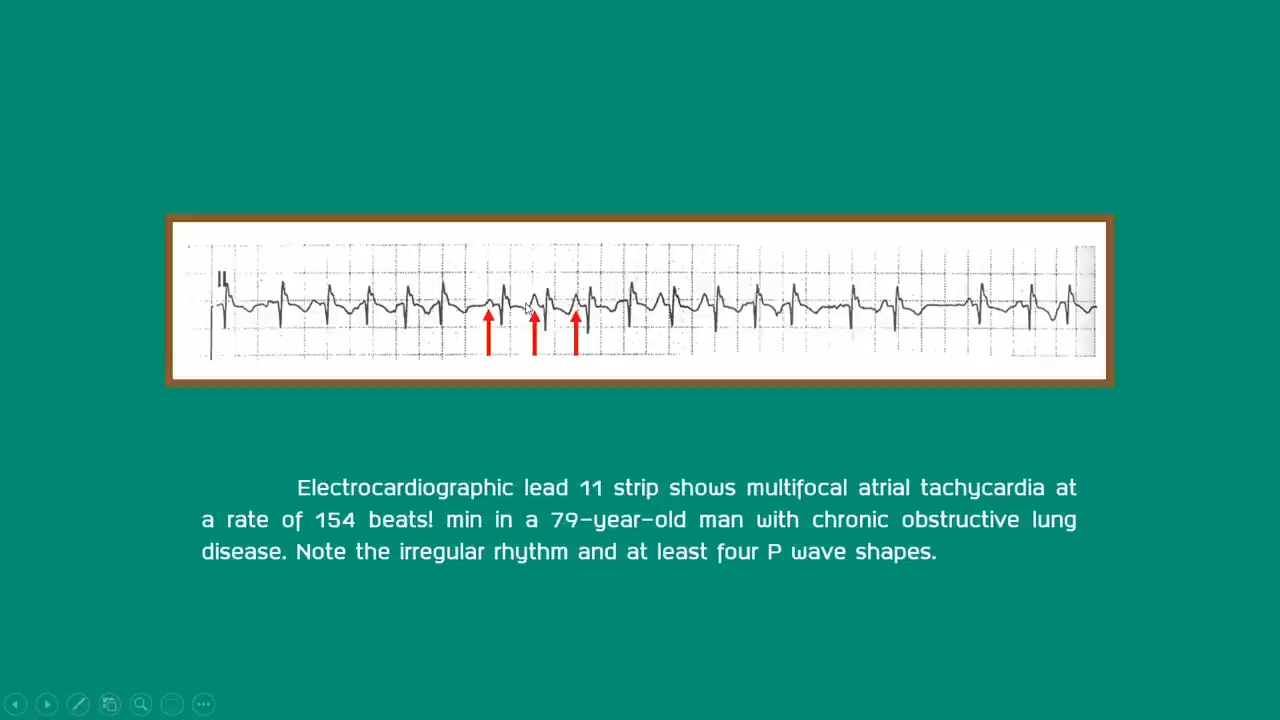 II
Electrocardiographic lead 11 strip shows multifocal atrial tachycardia at
a rate of 154 beats! min in a 79-year-old man with chronic obstructive lung
disease. Note the irregular rhythm and at least four P wave shapes.